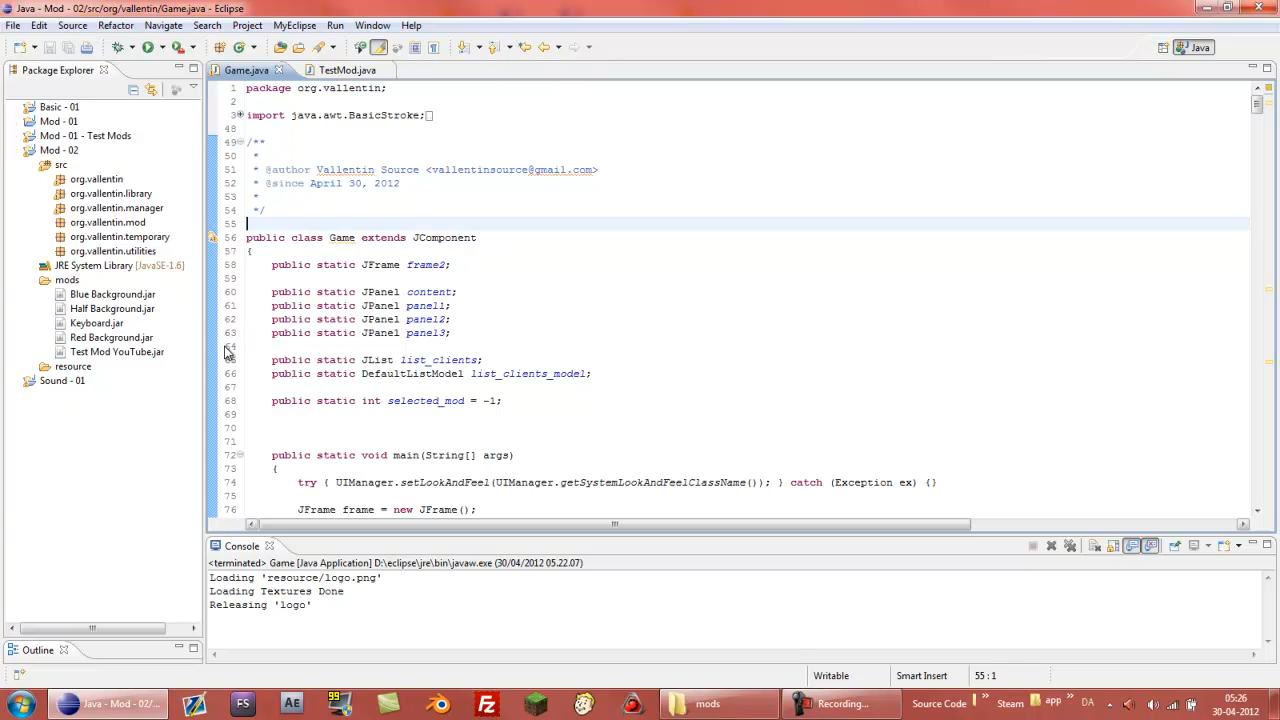 Java - Mod - 02/src/org/vallentin/Game.java - Eclipse
File Edit Source Refactor Navigate Search Project MyEclipse Run Window Help
Java
Package Explorer
Basic - 01
Mod - 01
Mod - 01 - Test Mods
Mod - 02
src
org.vallentin
org.vallentin.library
org.vallentin.manager
org.vallentin.mod
org.vallentin.temporary
org.vallentin.utilities
JRE System Library [JavaSE-1.6]
mods
Blue Background.jar
Half Background.jar
Keyboard.jar
Red Background.jar
Test Mod YouTube.jar
resource
Sound - 01
Outline
Game.java TestMod.java
1 package org.vallentin;
2
3 import java.awt.BasicStroke;
48
49 /**
50 *
51 * @author Vallentin Source <vallentinsource@gmail.com>
52 * @since April 30, 2012
53 *
54 */
55
56 public class Game extends JComponent
57 {
58 public static JFrame frame2;
59
60 public static JPanel content;
61 public static JPanel panel1;
62 public static JPanel panel2;
63 public static JPanel panel3;
64
65 public static JList list_clients;
66 public static DefaultListModel list_clients_model;
67
68 public static int selected_mod = -1;
69
70
71
72 public static void main(String[] args)
73 {
74 try { UIManager.setLookAndFeel(UIManager.getSystemLookAndFeelClassName()); } catch (Exception ex) {}
75
76 JFrame frame = new JFrame();
Console
<terminated> Game [Java Application] D:\eclipse\jre\bin\javaw.exe (30/04/2012 05.22.07)
Loading 'resource/logo.png'
Loading Textures Done
Releasing 'logo'
Writable Smart Insert 55 : 1
Java - Mod - 02/... FS AE 99 mods Recording... Source Code Steam app DA 05:26
30-04-2012